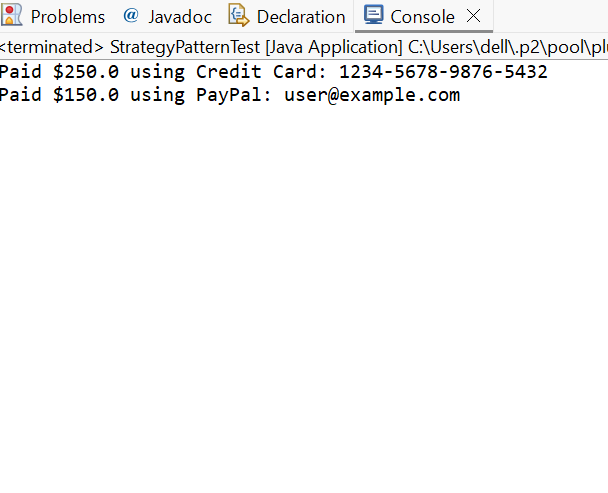 Problems @ Javadoc Declaration Console
<terminated> StrategyPatternTest [Java Application] C:\Users\dell\.p2\pool\plu
Paid $250.0 using Credit Card: 1234-5678-9876-5432
Paid $150.0 using PayPal: user@example.com